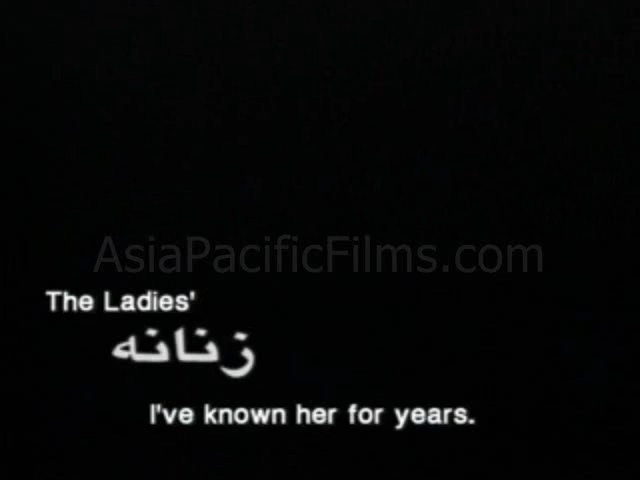 AsiaPacificFilms.com
The Ladies'
زنانه
I've known her for years.